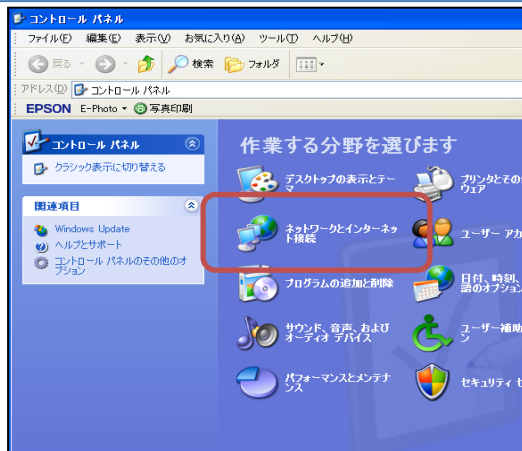 コントロール パネル
ファイル(F) 編集(E) 表示(V) お気に入り(A) ツール(T) ヘルプ(H)
戻る 検索 フォルダ
アドレス(D) コントロール パネル
EPSON E-Photo 写真印刷
コントロール パネル
クラシック表示に切り替える
関連項目
Windows Update
ヘルプとサポート
コントロール パネルのその他のオ
プション
作業する分野を選びます
デスクトップの表示とテー
マ
プリンタとその
ウェア
ネットワークとインターネッ
ト接続
ユーザー アカ
プログラムの追加と削除
日付、時刻、
語のオプション
サウンド、音声、および
オーディオ デバイス
ユーザー補助
ン
パフォーマンスとメンテナ
ンス
セキュリティ セ